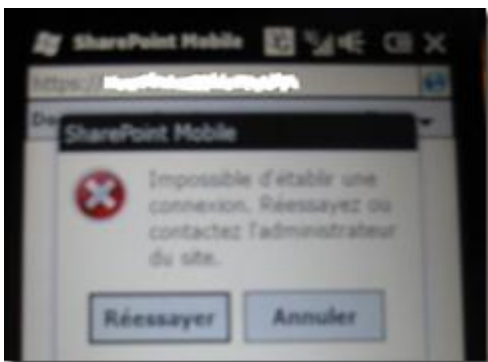 SharePoint Mobile
https://
SharePoint Mobile
Impossible d'établir une
connexion. Réessayez ou
contactez l'administrateur
du site.
Réessayer Annuler